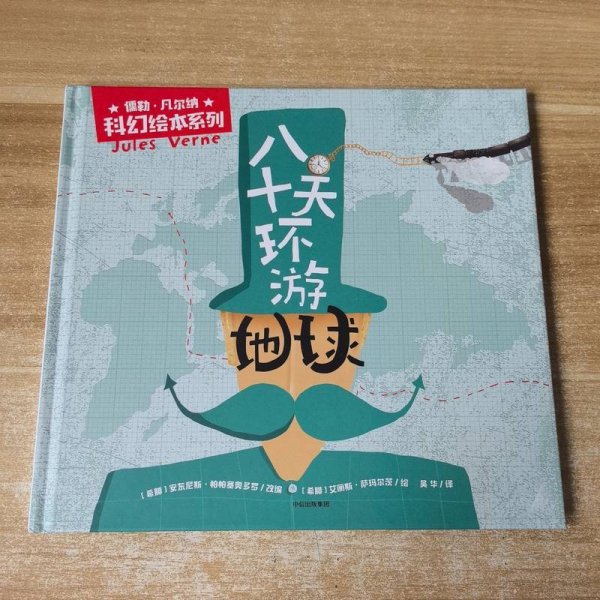 ★ 儒勒·凡尔纳 ★
科幻绘本系列
Jules Verne
八
十天
环
游
地球
[希腊] 安东尼斯·帕帕塞奥多罗/改编 [希腊] 艾丽斯·萨玛尔茨/绘 吴华/译
中信出版集团